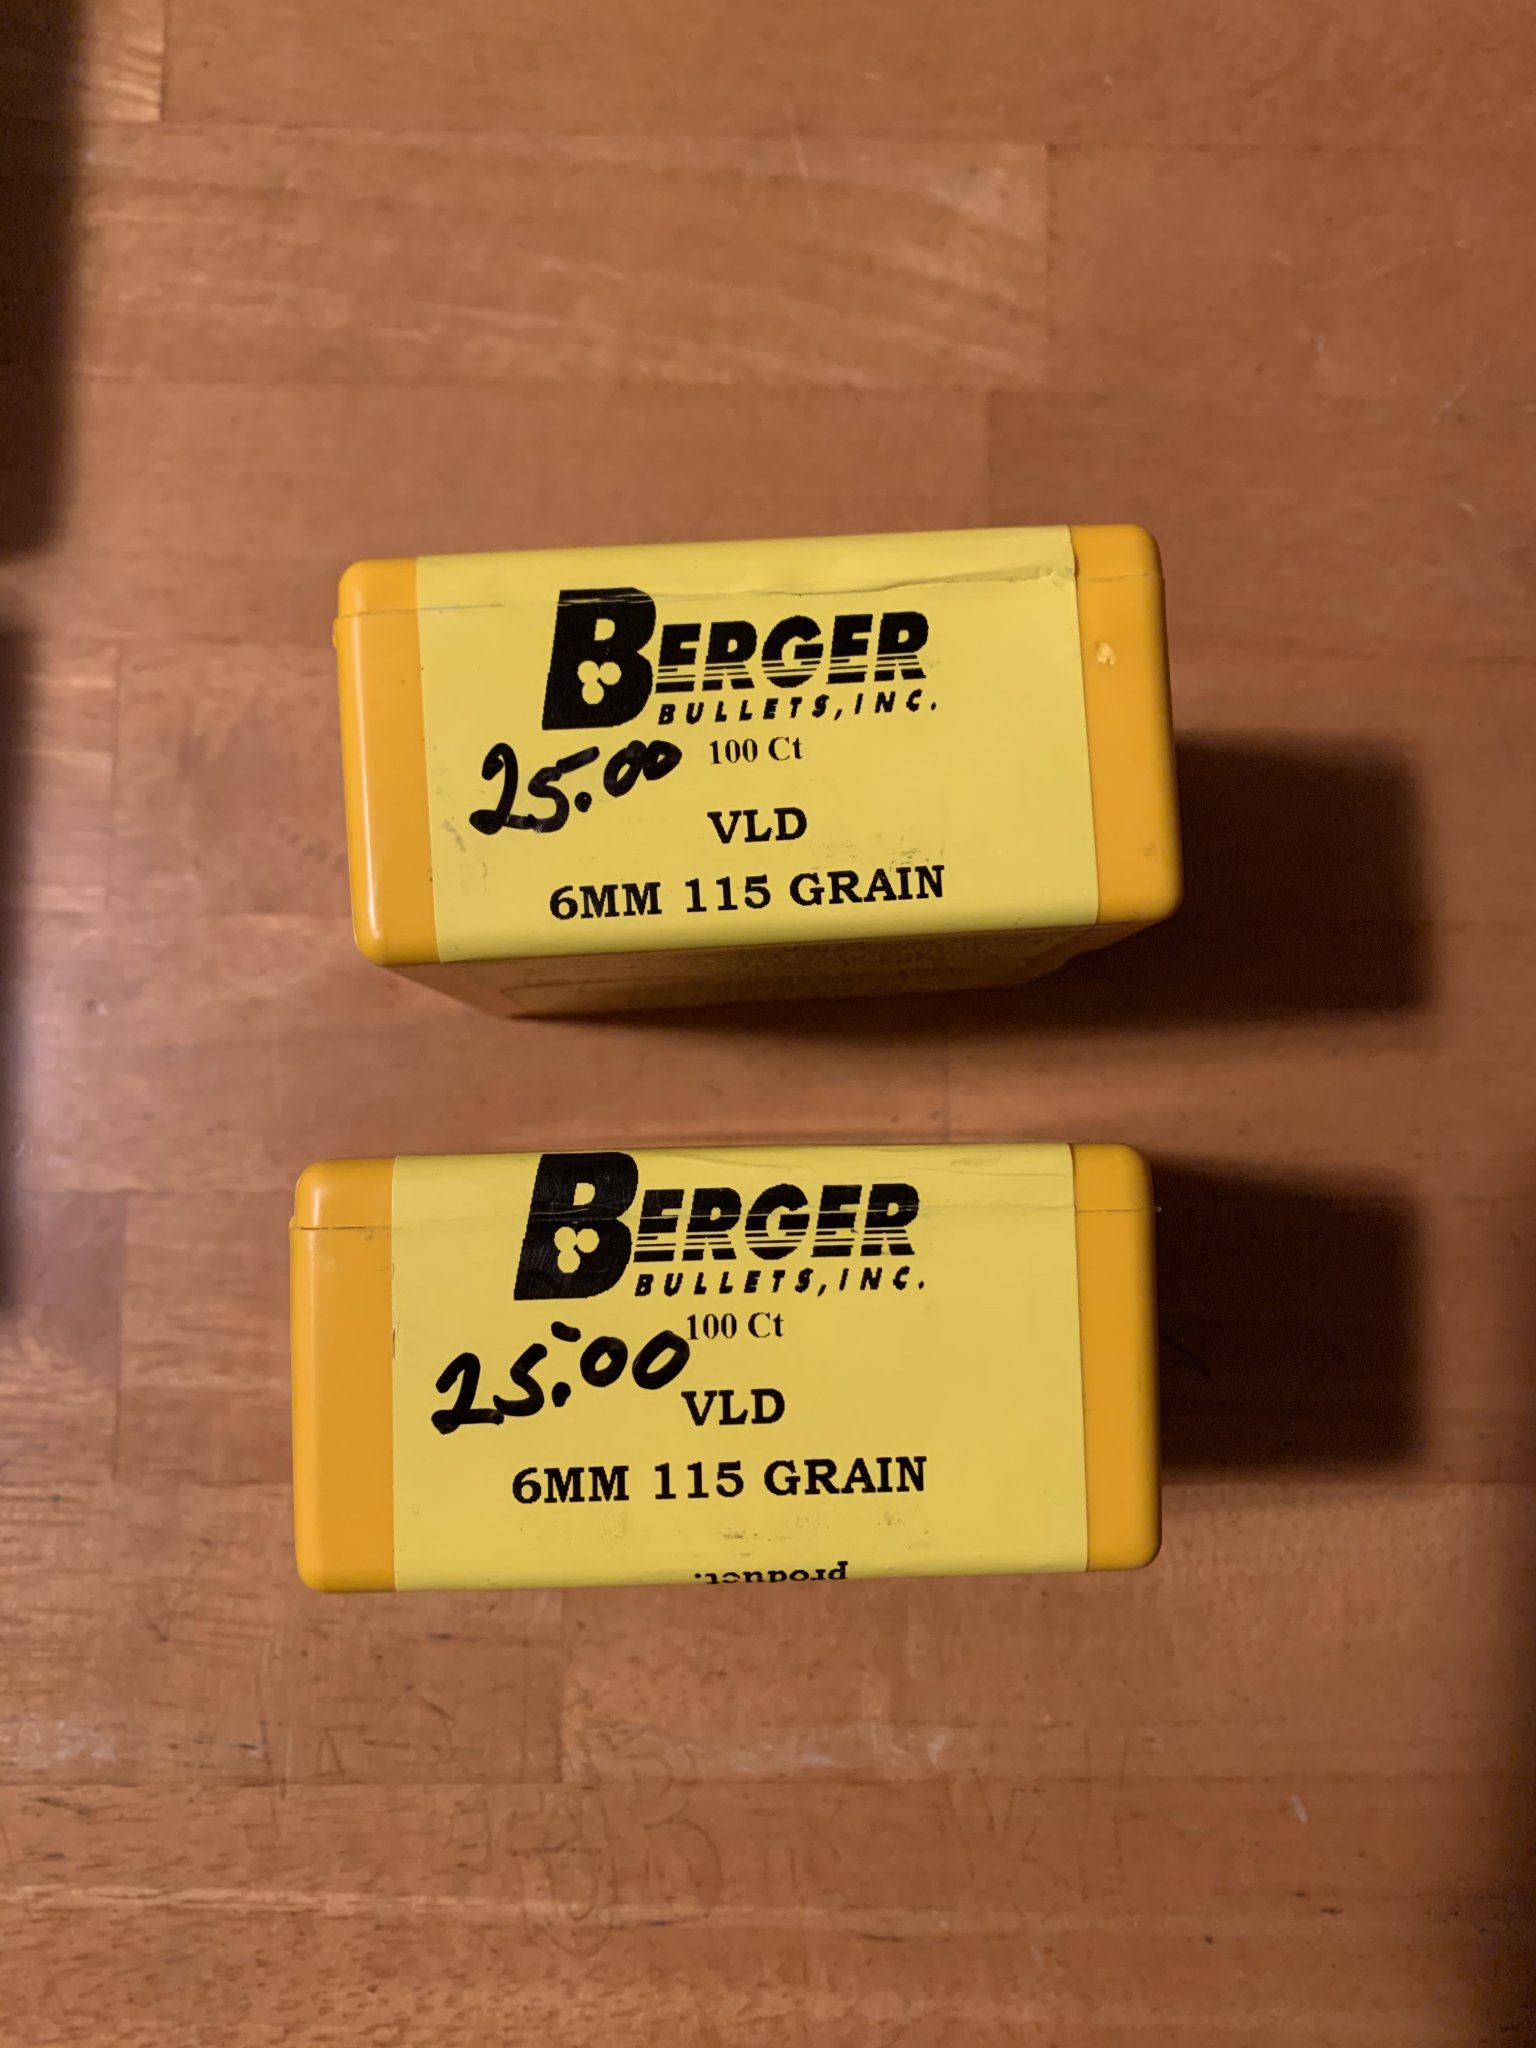 BERGER
BULLETS, INC.
25.00 100 Ct
VLD
6MM 115 GRAIN
BERGER
BULLETS, INC.
25.00 100 Ct
VLD
6MM 115 GRAIN
product.